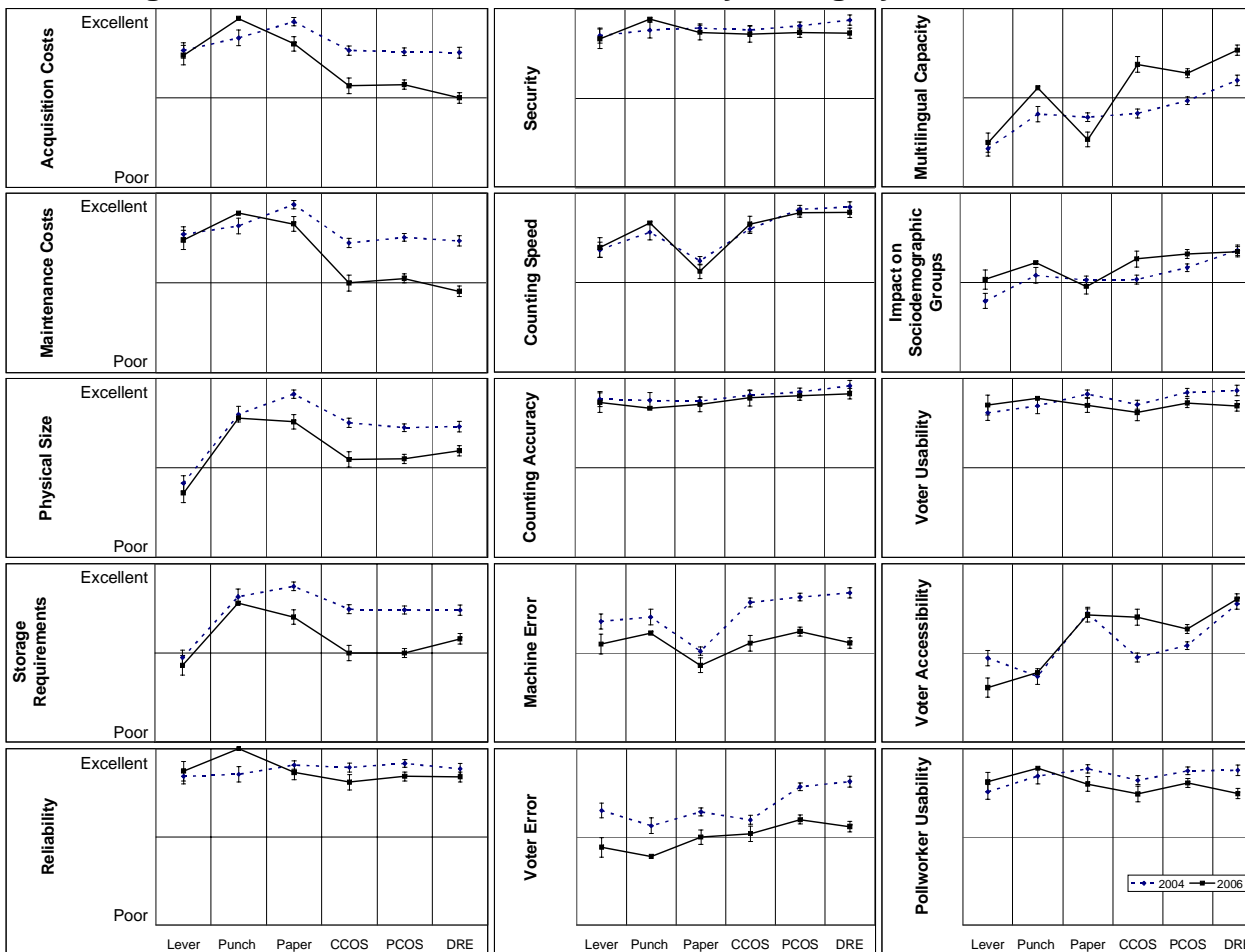 Excellent
Acquisition Costs
Poor
Security
Multilingual Capacity
Excellent
Maintenance Costs
Poor
Counting Speed
Impact on
Sociodemographic
Groups
Excellent
Physical Size
Poor
Counting Accuracy
Voter Usability
Excellent
Storage
Requirements
Poor
Machine Error
Voter Accessibility
Excellent
Reliability
Poor
Voter Error
Pollworker Usability
2004 2006
Lever Punch Paper CCOS PCOS DRE
Lever Punch Paper CCOS PCOS DRE
Lever Punch Paper CCOS PCOS DRE